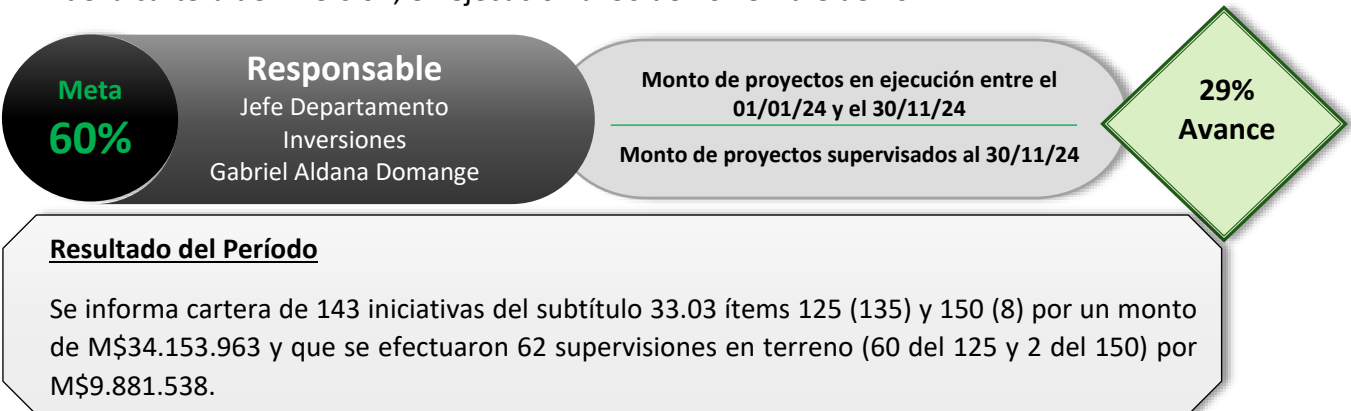 Meta
60%
Responsable
Jefe Departamento
Inversiones
Gabriel Aldana Domange
Monto de proyectos en ejecución entre el
01/01/24 y el 30/11/24
Monto de proyectos supervisados al 30/11/24
29%
Avance
Resultado del Período
Se informa cartera de 143 iniciativas del subtítulo 33.03 ítems 125 (135) y 150 (8) por un monto
de M$34.153.963 y que se efectuaron 62 supervisiones en terreno (60 del 125 y 2 del 150) por
M$9.881.538.